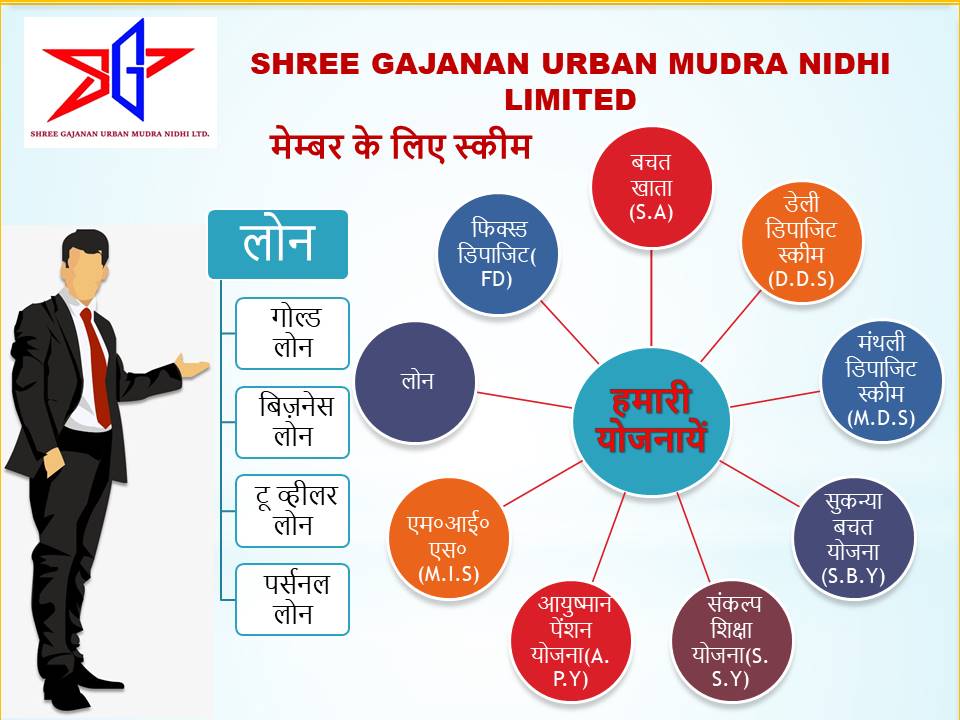 SHREE GAJANAN URBAN MUDRA NIDHI LTD.
SHREE GAJANAN URBAN MUDRA NIDHI
LIMITED
मेम्बर के लिए स्कीम
लोन
गोल्ड
लोन
बिज़नेस
लोन
टू व्हीलर
लोन
पर्सनल
लोन
हमारी
योजनायें
बचत
खाता
(S.A)
डेली
डिपाजिट
स्कीम
(D.D.S)
मंथली
डिपाजिट
स्कीम
(M.D.S)
सुकन्या
बचत
योजना
(S.B.Y)
संकल्प
शिक्षा
योजना(S.
S.Y)
आयुष्मान
पेंशन
योजना(A.
P.Y)
एम०आई०
एस०
(M.I.S)
लोन
फिक्स्ड
डिपाजिट(
FD)